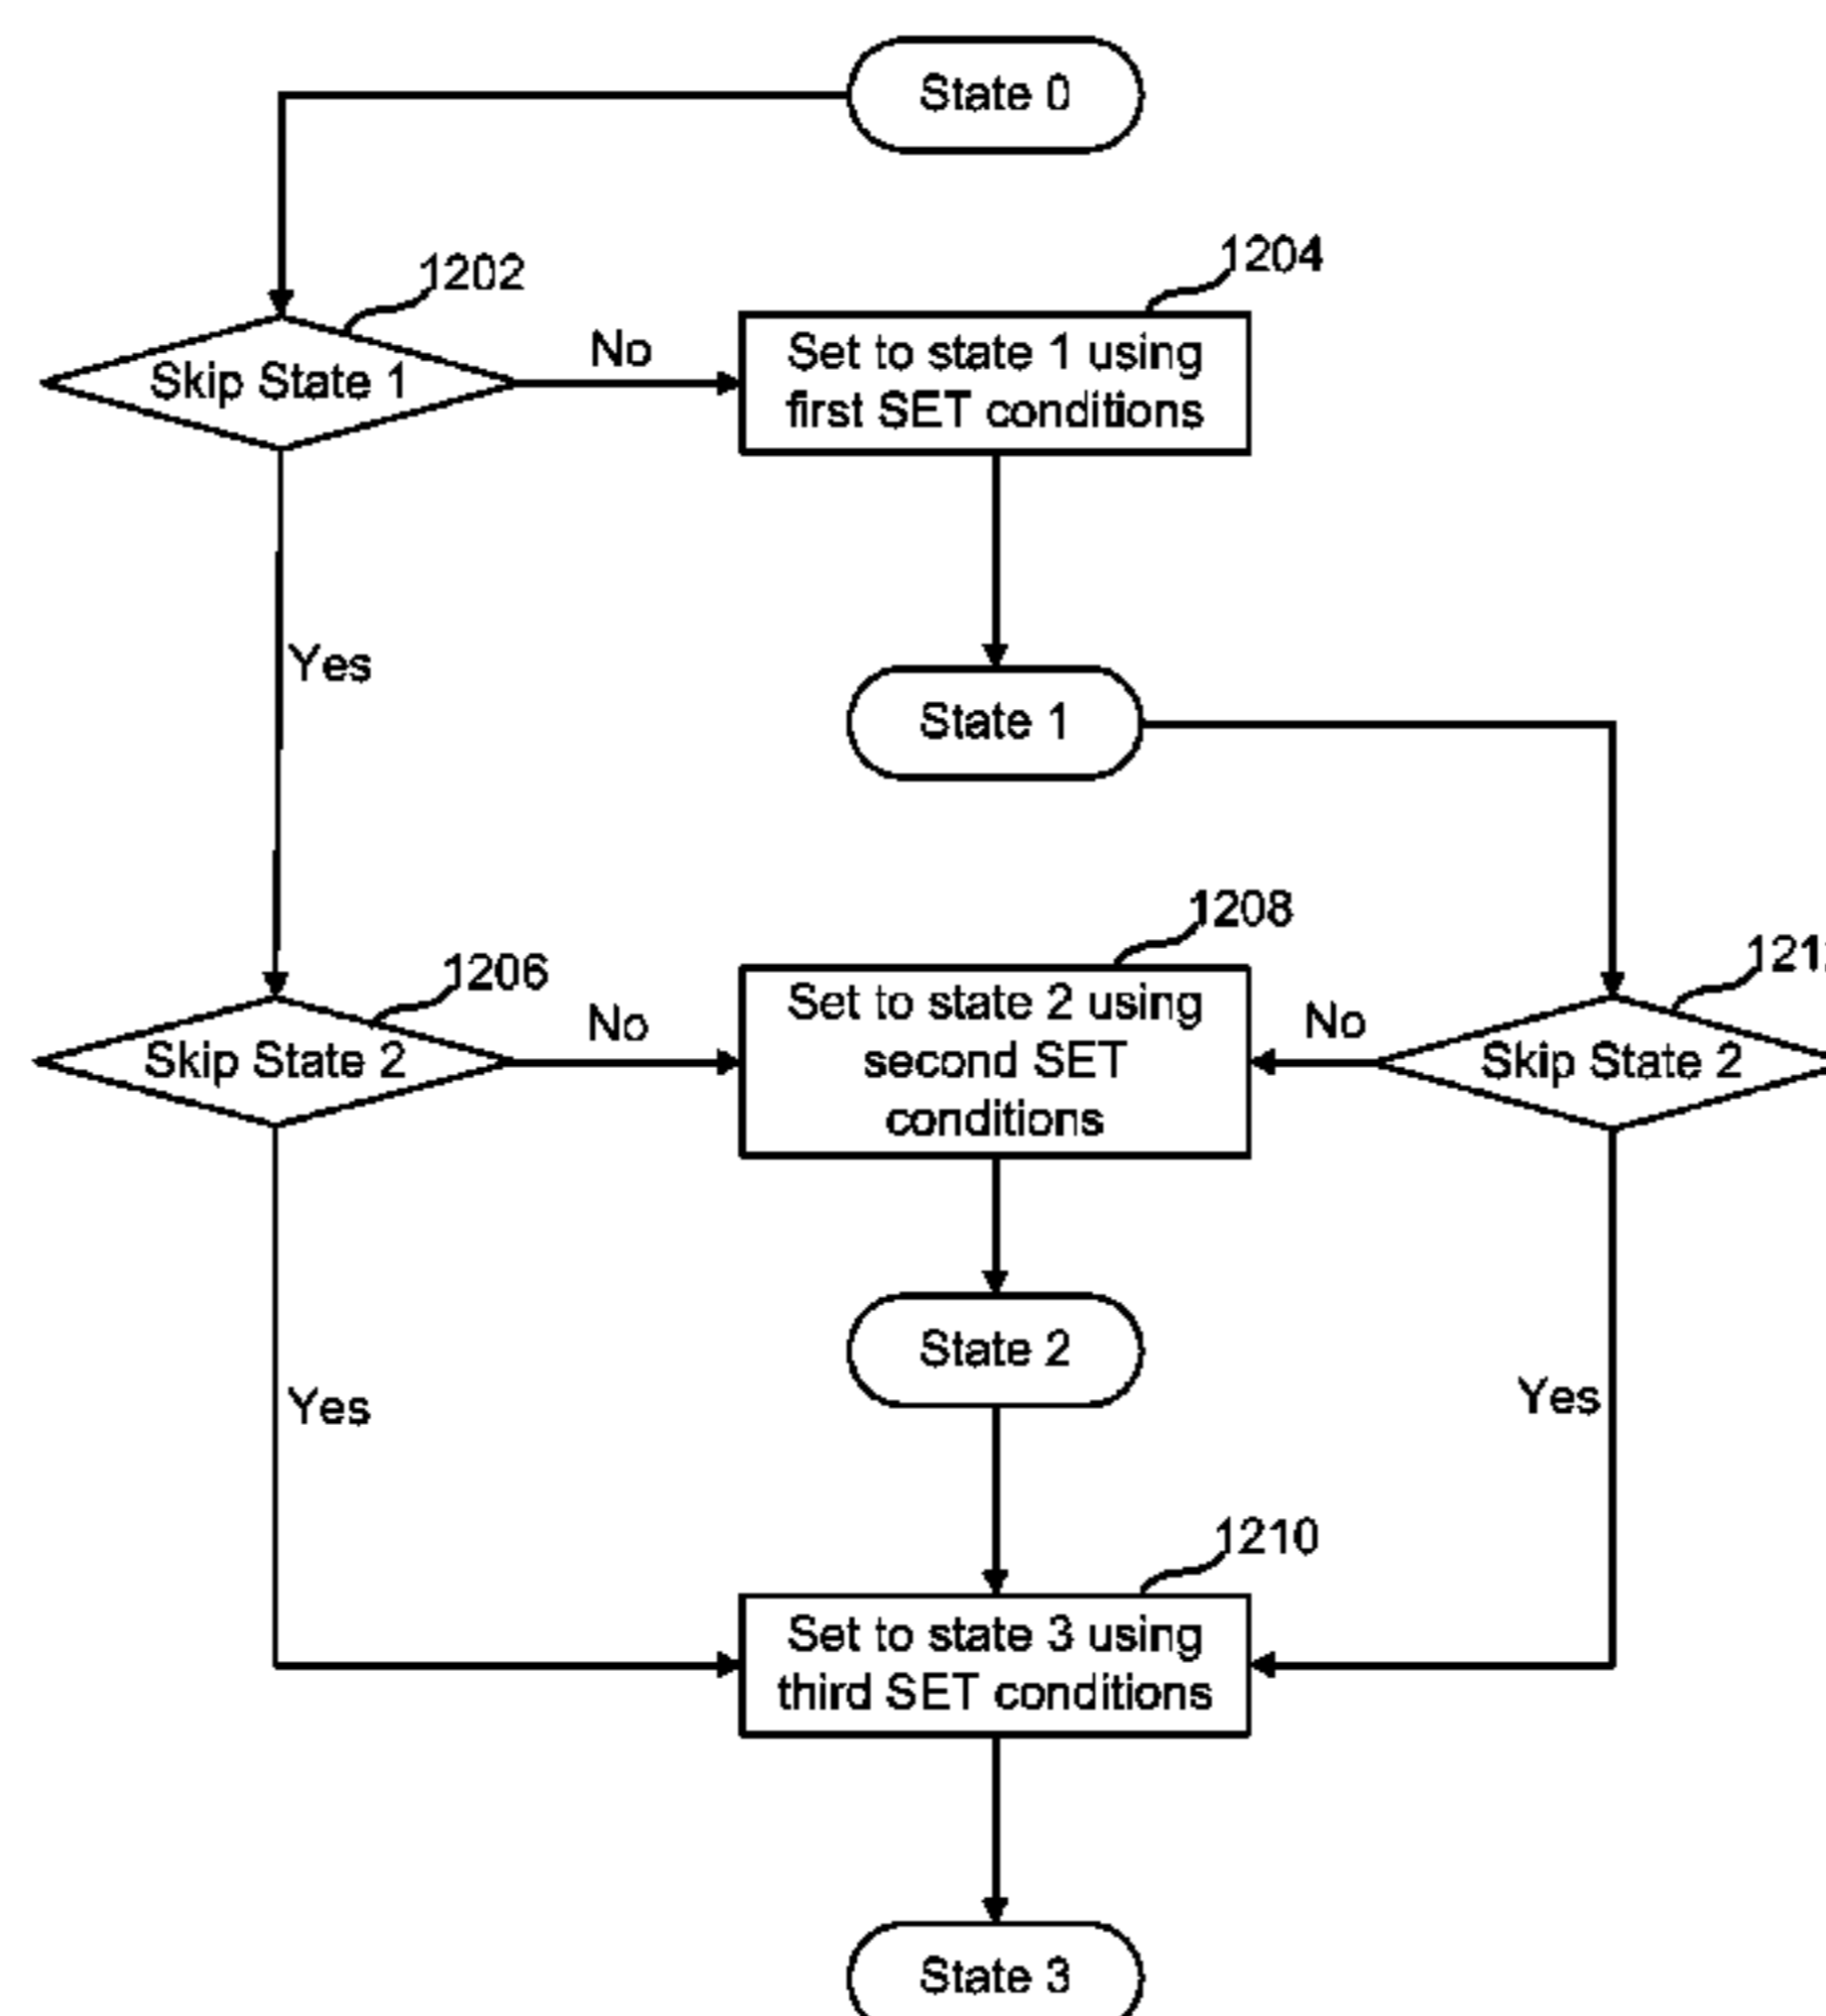 State 0
1202
1204
Skip State 1
No
Set to state 1 using
first SET conditions
Yes
State 1
1208
1206
Skip State 2
No
Set to state 2 using
second SET
conditions
No
Skip State 2
State 2
Yes
Yes
1210
Set to state 3 using
third SET conditions
State 3